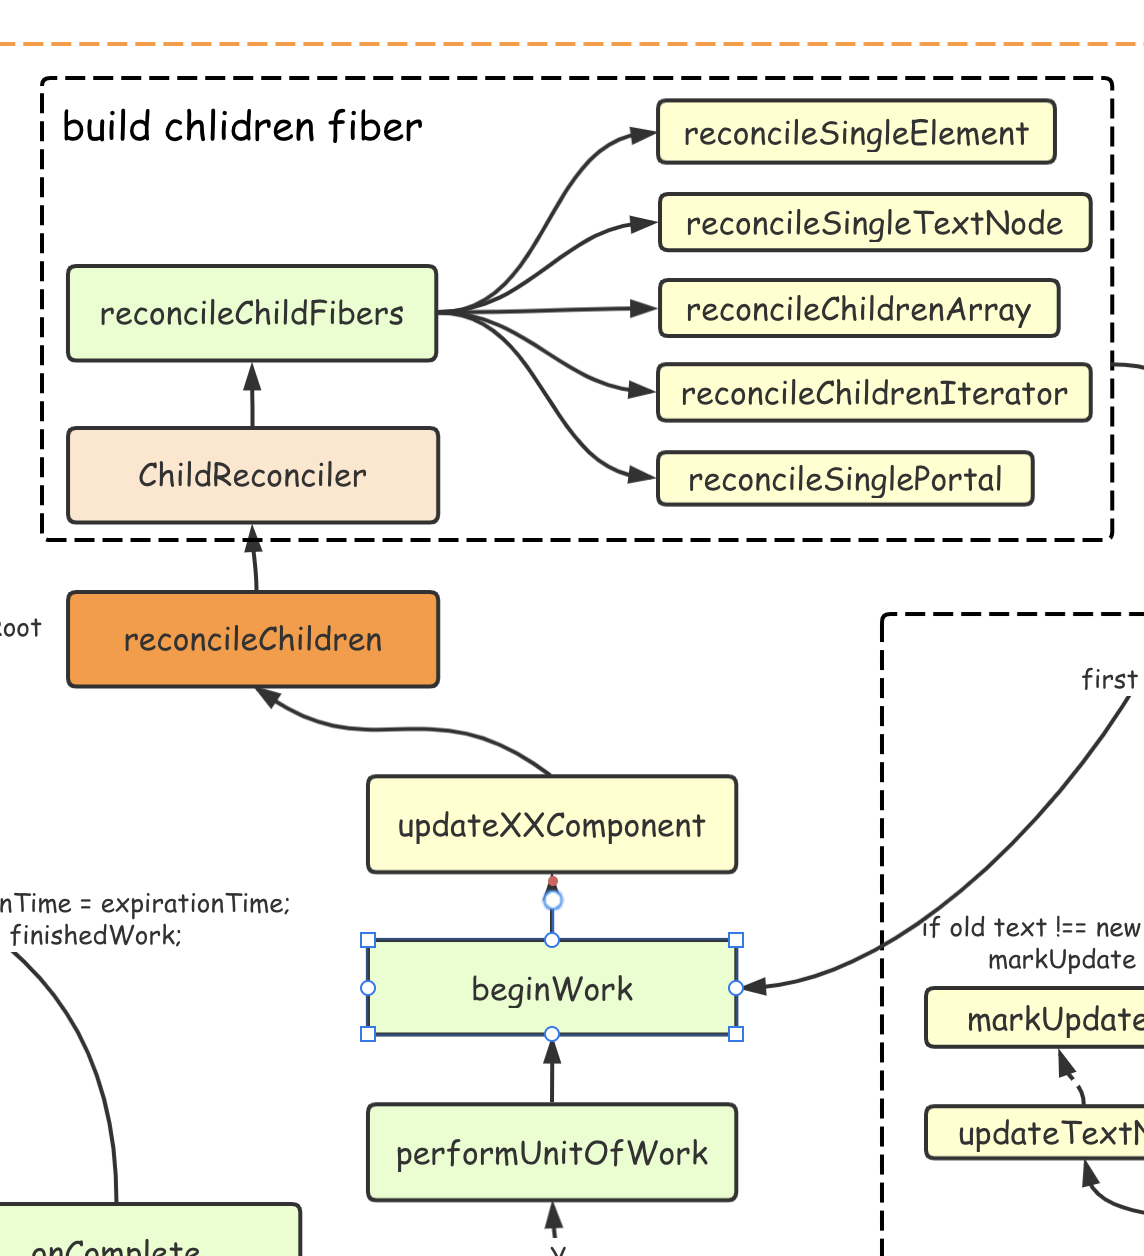 build chlidren fiber
reconcileSingleElement
reconcileSingleTextNode
reconcileChildFibers
reconcileChildrenArray
reconcileChildrenIterator
ChildReconciler
reconcileSinglePortal
reconcileChildren
first
updateXXComponent
nTime = expirationTime;
finishedWork;
if old text !== new
markUpdate
beginWork
markUpdate
performUnitOfWork
updateTextN
onComplete